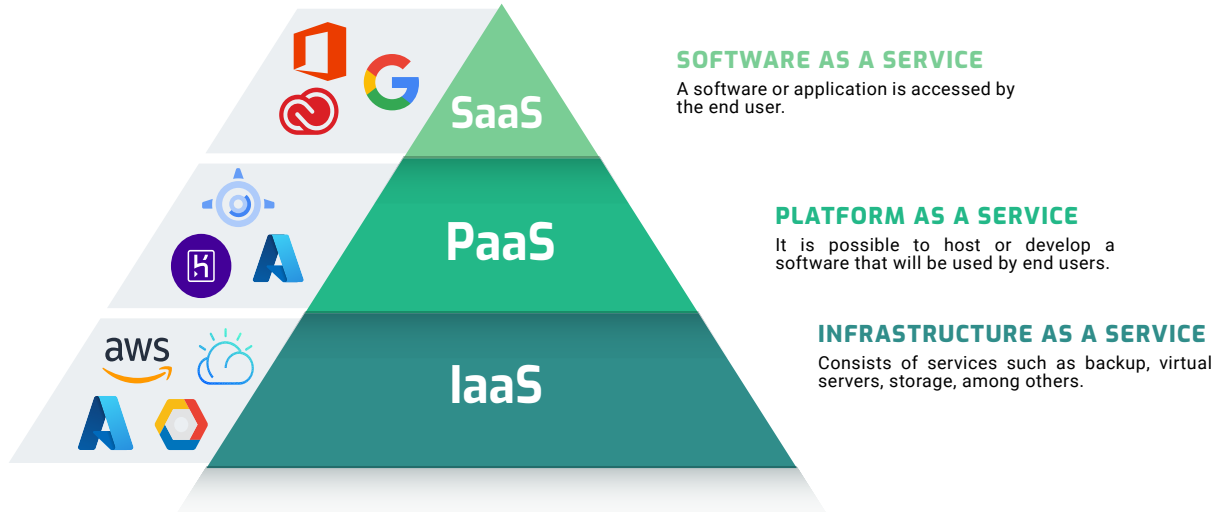 SaaS
SOFTWARE AS A SERVICE
A software or application is accessed by
the end user.
PaaS
PLATFORM AS A SERVICE
It is possible to host or develop a
software that will be used by end users.
aws
IaaS
INFRASTRUCTURE AS A SERVICE
Consists of services such as backup, virtual
servers, storage, among others.